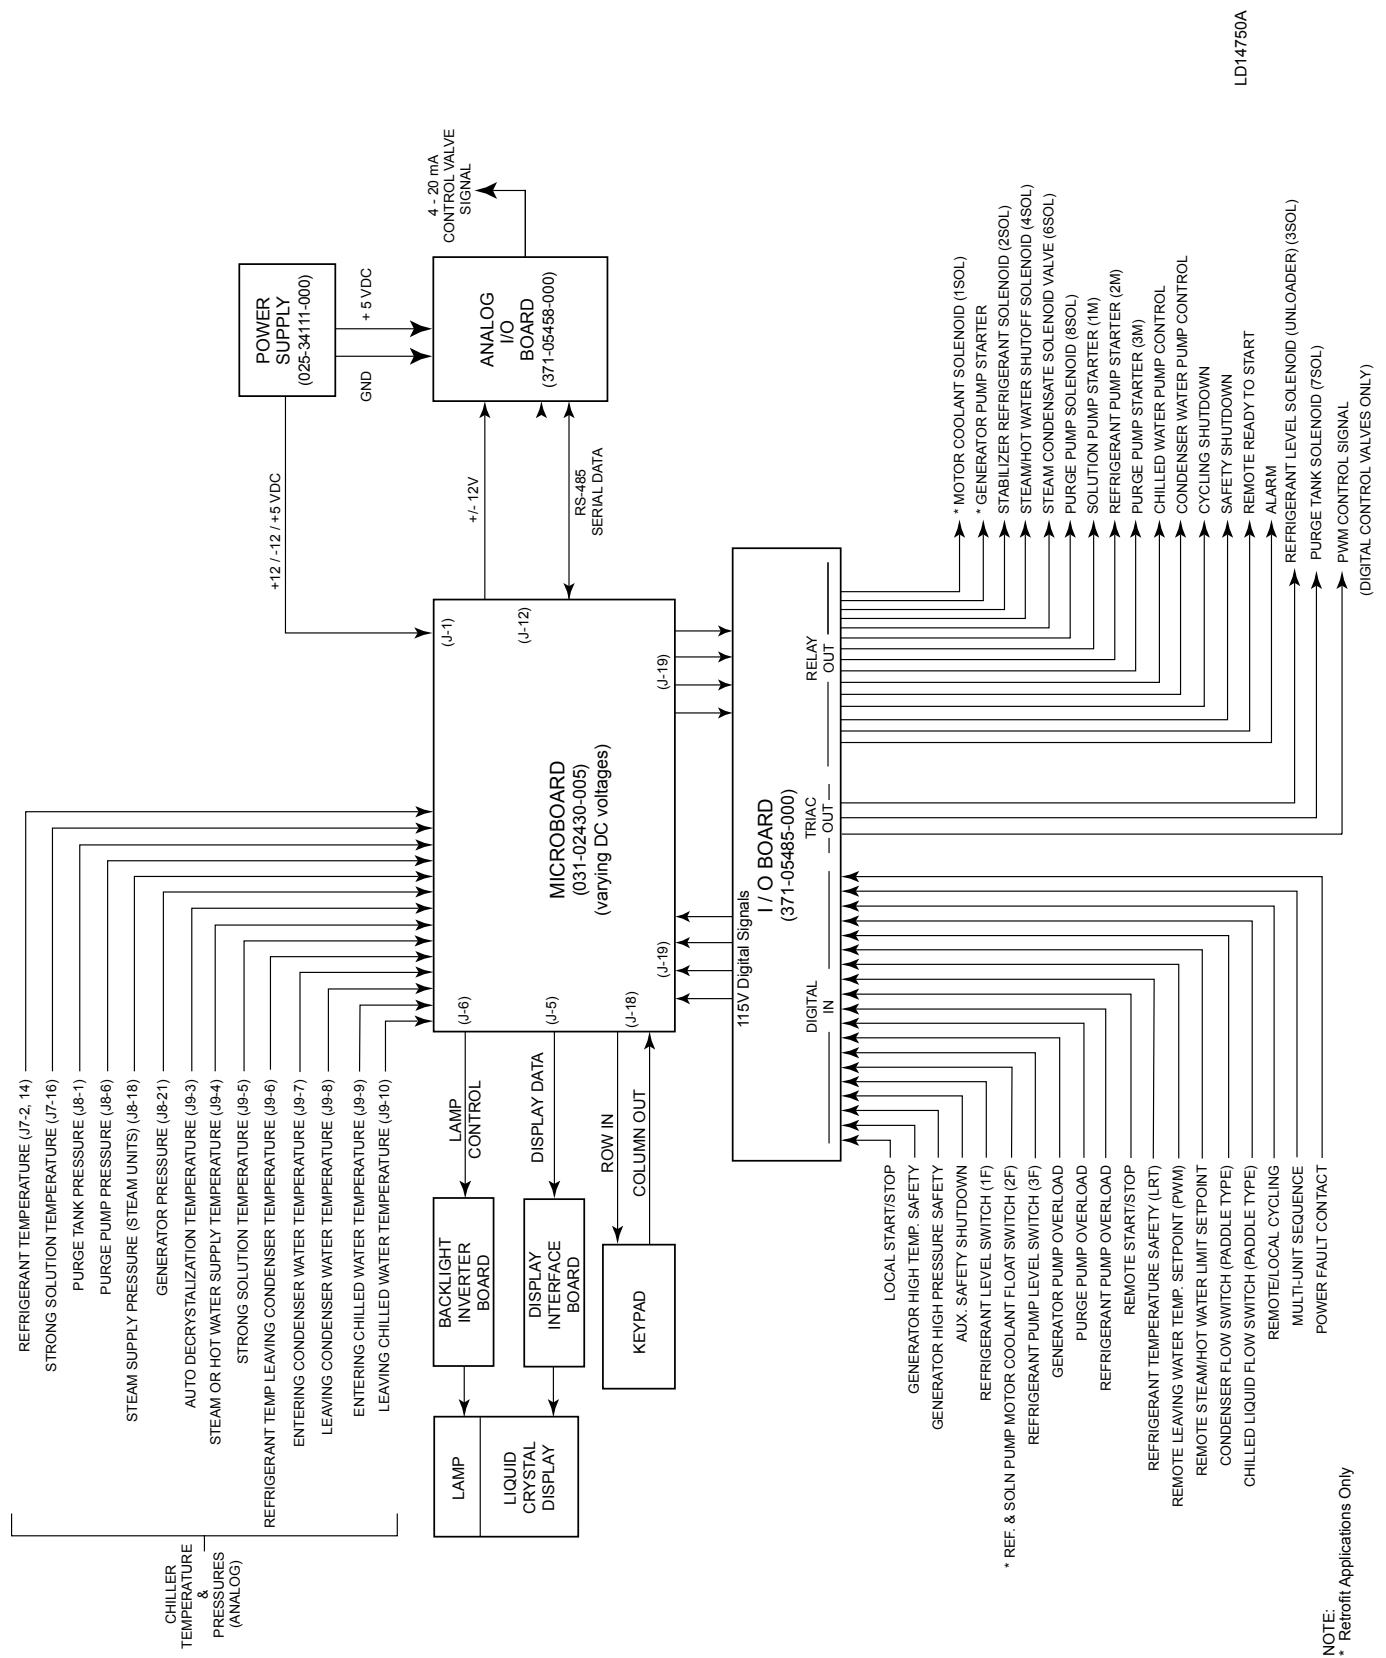 CHILLER
TEMPERATURE
&
PRESSURES
(ANALOG)
REFRIGERANT TEMPERATURE (J7-2, 14)
STRONG SOLUTION TEMPERATURE (J7-16)
PURGE TANK PRESSURE (J8-1)
PURGE PUMP PRESSURE (J8-6)
STEAM SUPPLY PRESSURE (STEAM UNITS) (J8-18)
GENERATOR PRESSURE (J8-21)
AUTO DECRYSTALIZATION TEMPERATURE (J9-3)
STEAM OR HOT WATER SUPPLY TEMPERATURE (J9-4)
STRONG SOLUTION TEMPERATURE (J9-5)
REFRIGERANT TEMP LEAVING CONDENSER TEMPERATURE (J9-6)
ENTERING CONDENSER WATER TEMPERATURE (J9-7)
LEAVING CONDENSER WATER TEMPERATURE (J9-8)
ENTERING CHILLED WATER TEMPERATURE (J9-9)
LEAVING CHILLED WATER TEMPERATURE (J9-10)
POWER
SUPPLY
(025-34111-000)
+12 / -12 / +5 VDC
GND
+ 5 VDC
ANALOG
I/O
BOARD
(371-05458-000)
4 - 20 mA
CONTROL VALVE
SIGNAL
+/- 12V
RS-485
SERIAL DATA
LAMP
LIQUID
CRYSTAL
DISPLAY
BACKLIGHT
INVERTER
BOARD
DISPLAY
INTERFACE
BOARD
KEYPAD
LAMP
CONTROL
DISPLAY DATA
ROW IN
COLUMN OUT
(J-6)
(J-5)
(J-18)
(J-19)
MICROBOARD
(031-02430-005)
(varying DC voltages)
(J-1)
(J-12)
(J-19)
115V Digital Signals
I / O BOARD
(371-05485-000)
DIGITAL
IN
TRIAC
OUT
RELAY
OUT
LOCAL START/STOP
GENERATOR HIGH TEMP. SAFETY
GENERATOR HIGH PRESSURE SAFETY
AUX. SAFETY SHUTDOWN
REFRIGERANT LEVEL SWITCH (1F)
* REF. & SOLN PUMP MOTOR COOLANT FLOAT SWITCH (2F)
REFRIGERANT PUMP LEVEL SWITCH (3F)
GENERATOR PUMP OVERLOAD
PURGE PUMP OVERLOAD
REFRIGERANT PUMP OVERLOAD
REMOTE START/STOP
REFRIGERANT TEMPERATURE SAFETY (LRT)
REMOTE LEAVING WATER TEMP. SETPOINT (PWM)
REMOTE STEAM/HOT WATER LIMIT SETPOINT
CONDENSER FLOW SWITCH (PADDLE TYPE)
CHILLED LIQUID FLOW SWITCH (PADDLE TYPE)
REMOTE/LOCAL CYCLING
MULTI-UNIT SEQUENCE
POWER FAULT CONTACT
* MOTOR COOLANT SOLENOID (1SOL)
* GENERATOR PUMP STARTER
STABILIZER REFRIGERANT SOLENOID (2SOL)
STEAM/HOT WATER SHUTOFF SOLENOID (4SOL)
STEAM CONDENSATE SOLENOID VALVE (6SOL)
PURGE PUMP SOLENOID (8SOL)
SOLUTION PUMP STARTER (1M)
REFRIGERANT PUMP STARTER (2M)
PURGE PUMP STARTER (3M)
CHILLED WATER PUMP CONTROL
CONDENSER WATER PUMP CONTROL
CYCLING SHUTDOWN
SAFETY SHUTDOWN
REMOTE READY TO START
ALARM
REFRIGERANT LEVEL SOLENOID (UNLOADER) (3SOL)
PURGE TANK SOLENOID (7SOL)
PWM CONTROL SIGNAL
(DIGITAL CONTROL VALVES ONLY)
NOTE:
* Retrofit Applications Only
LD14750A